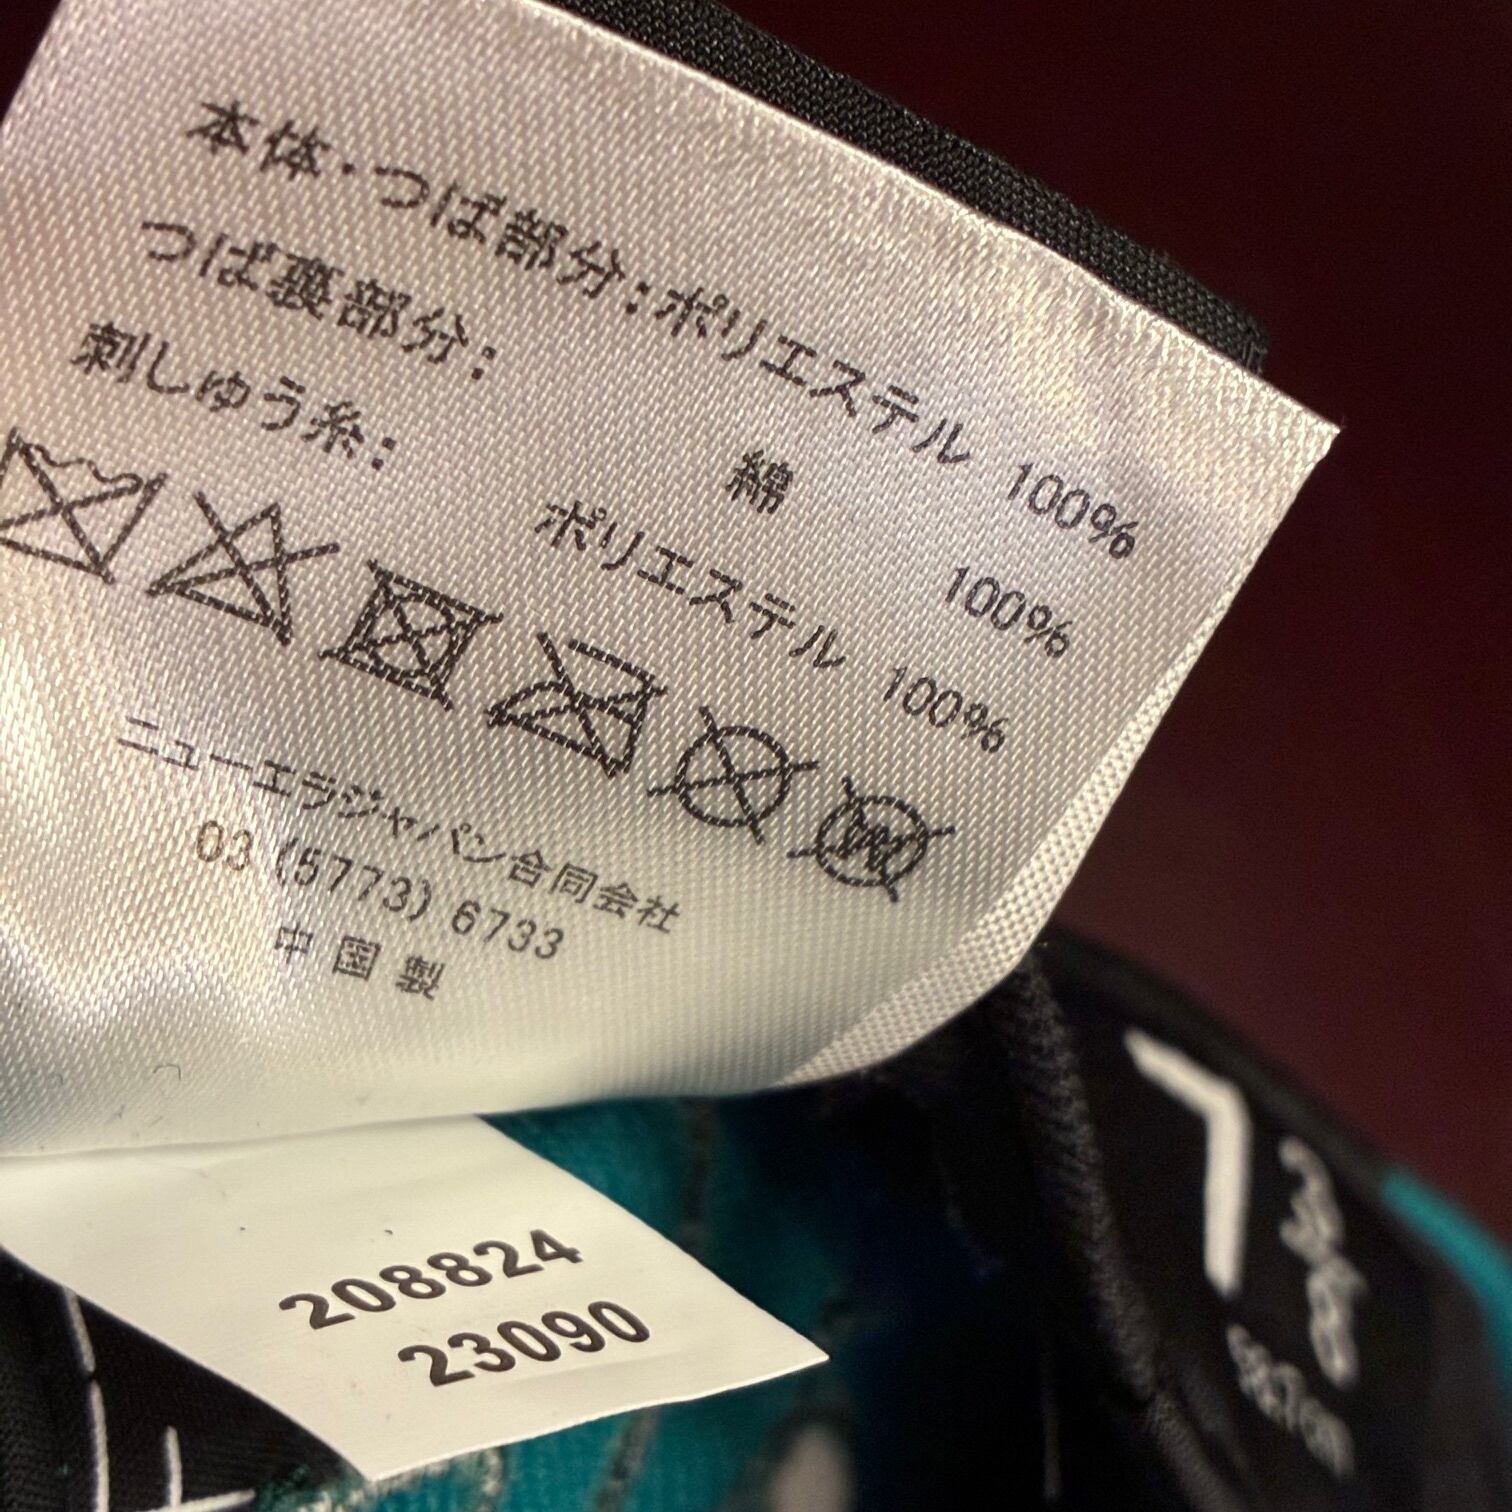 本体・つば部分:ポリエステル 100%
つば裏部分: 綿 100%
刺しゅう糸: ポリエステル 100%
ニューエラジャパン合同会社
03 (5773) 6733
中国製
208824
23090